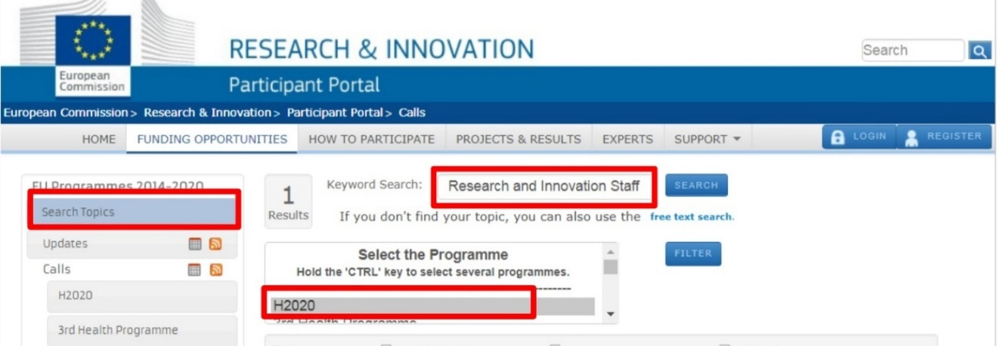 RESEARCH & INNOVATION
Search
European
Commission
Participant Portal
European Commission > Research & Innovation > Participant Portal > Calls
HOME FUNDING OPPORTUNITIES HOW TO PARTICIPATE PROJECTS & RESULTS EXPERTS SUPPORT LOGIN REGISTER
EU Programmes 2014-2020
Search Topics
Updates
Calls
H2020
3rd Health Programme
1
Results
Keyword Search: Research and Innovation Staff SEARCH
If you don't find your topic, you can also use the free text search.
Select the Programme
Hold the 'CTRL' key to select several programmes.
H2020
3rd Health Programme
FILTER